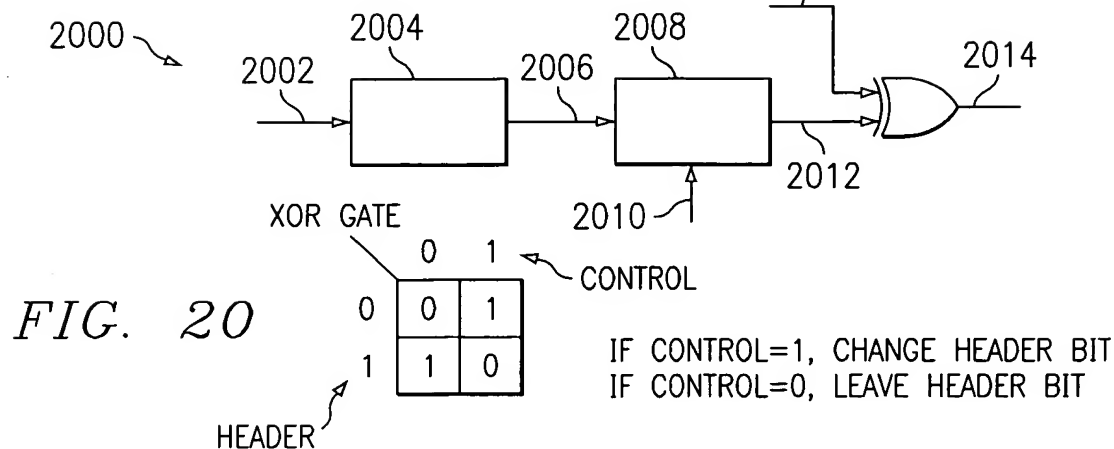 2000
2002
2004
2006
2008
2010
2012
2014
XOR GATE
0 1
CONTROL
0 0 1
1 1 0
HEADER
FIG. 20
IF CONTROL=1, CHANGE HEADER BIT
IF CONTROL=0, LEAVE HEADER BIT